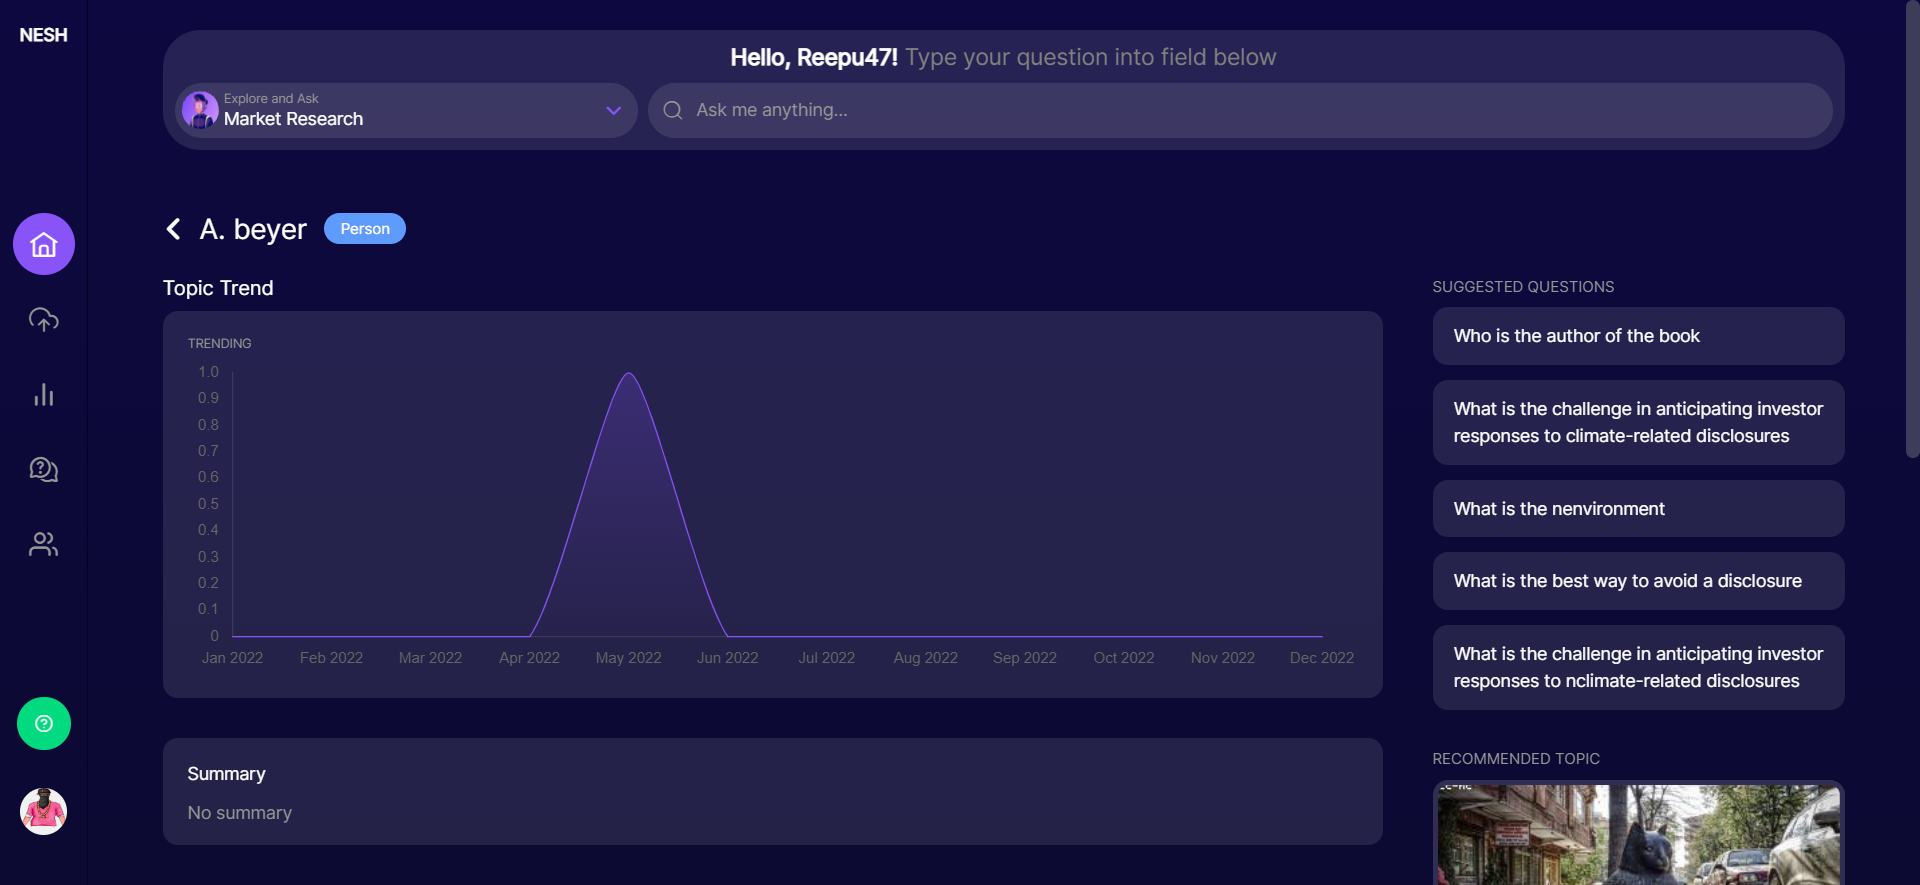 NESH
Hello, Reepu47! Type your question into field below
Explore and Ask
Market Research
Ask me anything...
A. beyer
Person
Topic Trend
TRENDING
1.0
0.9
0.8
0.7
0.6
0.5
0.4
0.3
0.2
0.1
0
Jan 2022 Feb 2022 Mar 2022 Apr 2022 May 2022 Jun 2022 Jul 2022 Aug 2022 Sep 2022 Oct 2022 Nov 2022 Dec 2022
Summary
No summary
SUGGESTED QUESTIONS
Who is the author of the book
What is the challenge in anticipating investor
responses to climate-related disclosures
What is the nenvironment
What is the best way to avoid a disclosure
What is the challenge in anticipating investor
responses to nclimate-related disclosures
RECOMMENDED TOPIC